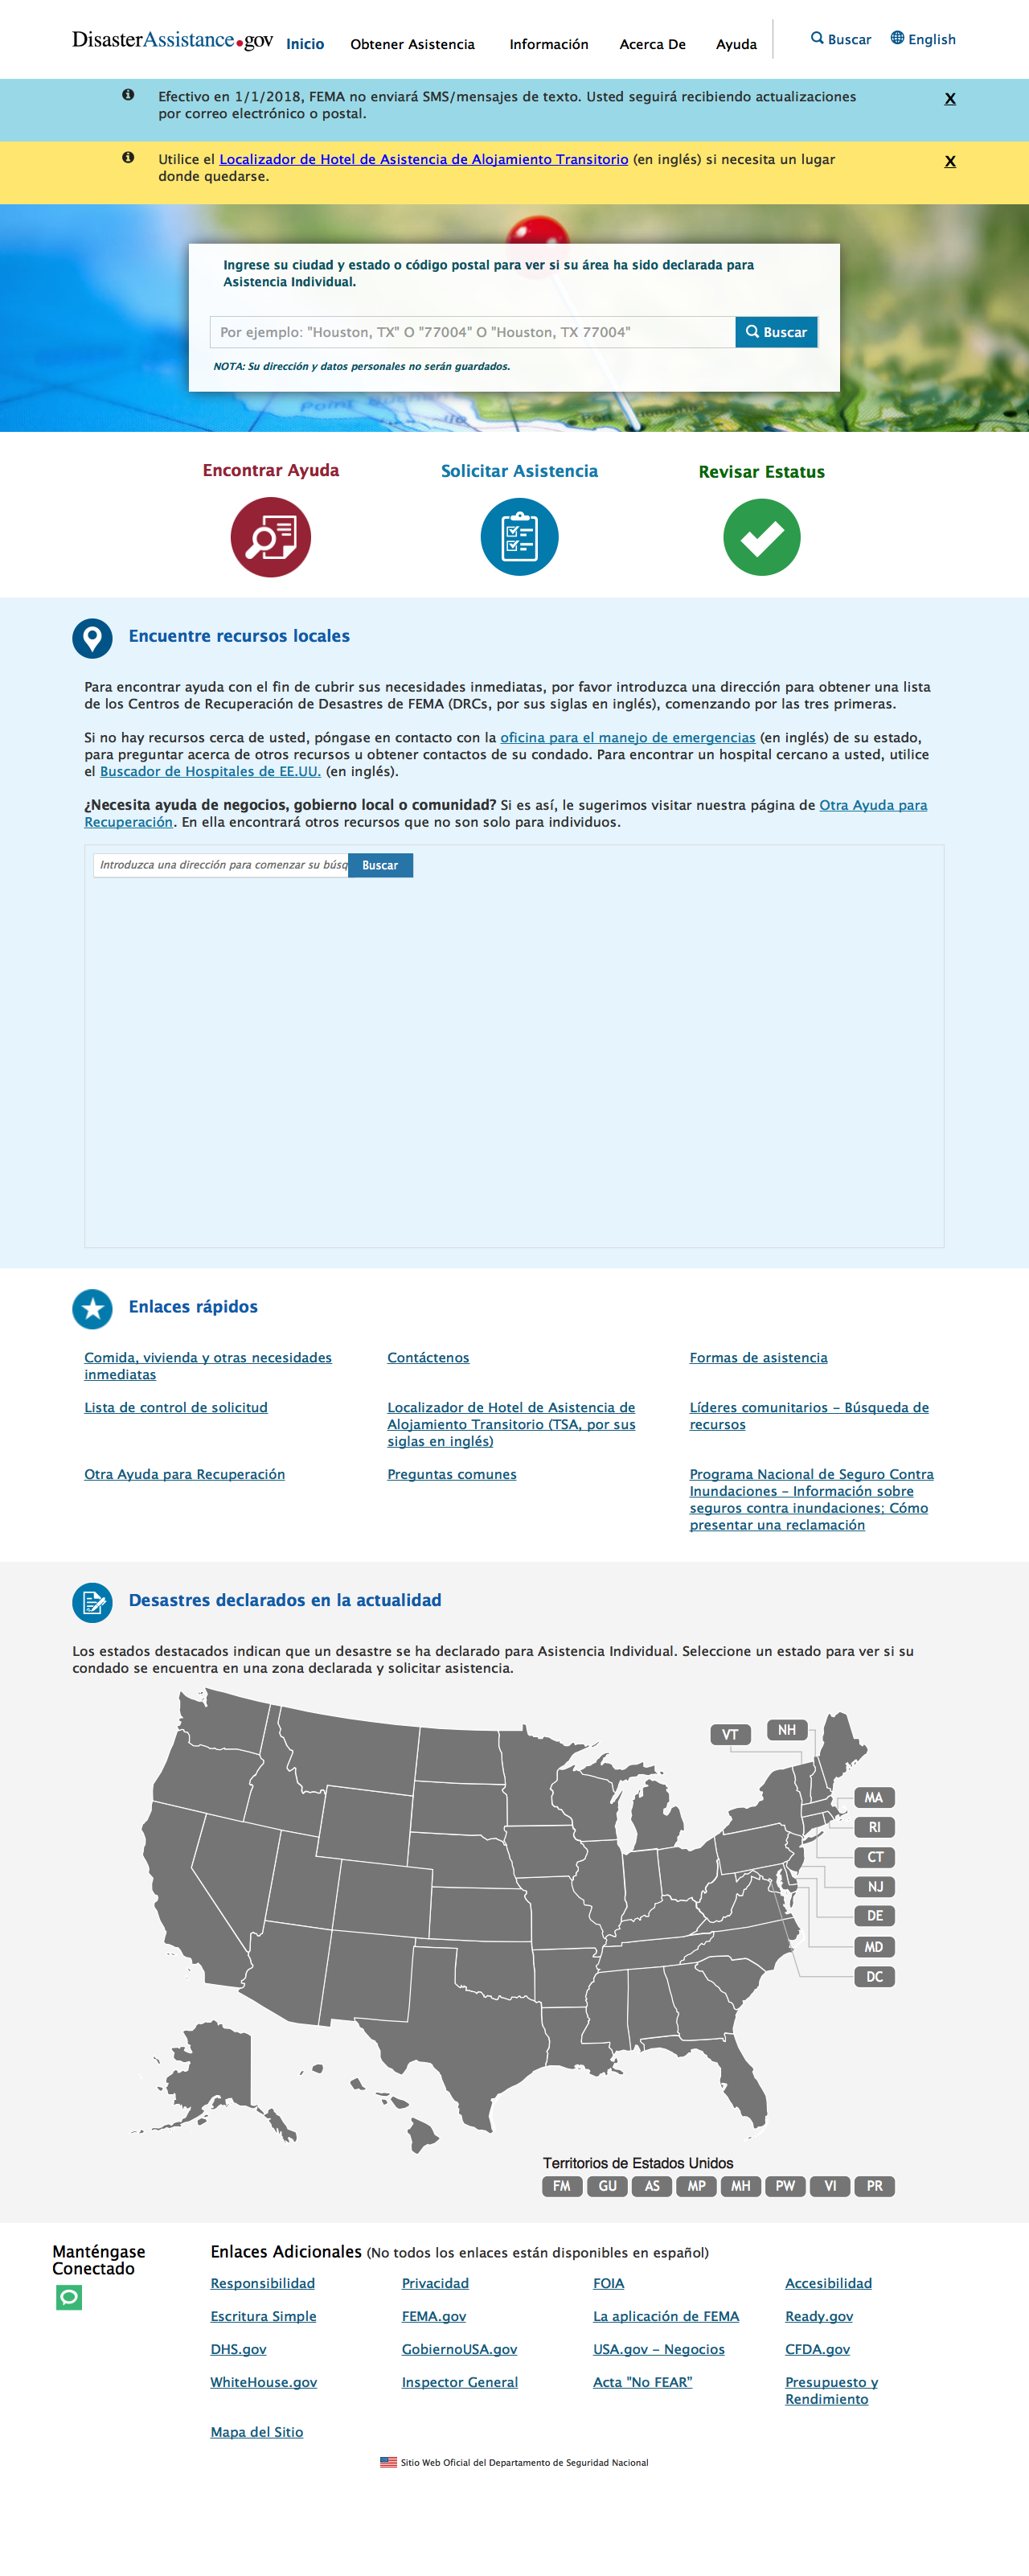 DisasterAssistance.gov
Inicio
Obtener Asistencia
Información
Acerca De
Ayuda
Buscar
English
Efectivo en 1/1/2018, FEMA no enviará SMS/mensajes de texto. Usted seguirá recibiendo actualizaciones
por correo electrónico o postal.
X
Utilice el Localizador de Hotel de Asistencia de Alojamiento Transitorio (en inglés) si necesita un lugar
donde quedarse.
X
Ingrese su ciudad y estado o código postal para ver si su área ha sido declarada para
Asistencia Individual.
Por ejemplo: "Houston, TX" O "77004" O "Houston, TX 77004"
Buscar
NOTA: Su dirección y datos personales no serán guardados.
Encontrar Ayuda
Solicitar Asistencia
Revisar Estatus
Encuentre recursos locales
Para encontrar ayuda con el fin de cubrir sus necesidades inmediatas, por favor introduzca una dirección para obtener una lista
de los Centros de Recuperación de Desastres de FEMA (DRCs, por sus siglas en inglés), comenzando por las tres primeras.
Si no hay recursos cerca de usted, póngase en contacto con la oficina para el manejo de emergencias (en inglés) de su estado,
para preguntar acerca de otros recursos u obtener contactos de su condado. Para encontrar un hospital cercano a usted, utilice
el Buscador de Hospitales de EE.UU. (en inglés).
¿Necesita ayuda de negocios, gobierno local o comunidad? Si es así, le sugerimos visitar nuestra página de Otra Ayuda para
Recuperación. En ella encontrará otros recursos que no son solo para individuos.
Introduzca una dirección para comenzar su búsq
Buscar
Enlaces rápidos
Comida, vivienda y otras necesidades
inmediatas
Contáctenos
Formas de asistencia
Lista de control de solicitud
Localizador de Hotel de Asistencia de
Alojamiento Transitorio (TSA, por sus
siglas en inglés)
Líderes comunitarios - Búsqueda de
recursos
Otra Ayuda para Recuperación
Preguntas comunes
Programa Nacional de Seguro Contra
Inundaciones - Información sobre
seguros contra inundaciones; Cómo
presentar una reclamación
Desastres declarados en la actualidad
Los estados destacados indican que un desastre se ha declarado para Asistencia Individual. Seleccione un estado para ver si su
condado se encuentra en una zona declarada y solicitar asistencia.
VT
NH
MA
RI
CT
NJ
DE
MD
DC
Territorios de Estados Unidos
FM
GU
AS
MP
MH
PW
VI
PR
Manténgase
Conectado
Enlaces Adicionales (No todos los enlaces están disponibles en español)
Responsibilidad
Privacidad
FOIA
Accesibilidad
Escritura Simple
FEMA.gov
La aplicación de FEMA
Ready.gov
DHS.gov
GobiernoUSA.gov
USA.gov - Negocios
CFDA.gov
WhiteHouse.gov
Inspector General
Acta "No FEAR"
Presupuesto y
Rendimiento
Mapa del Sitio
Sitio Web Oficial del Departamento de Seguridad Nacional